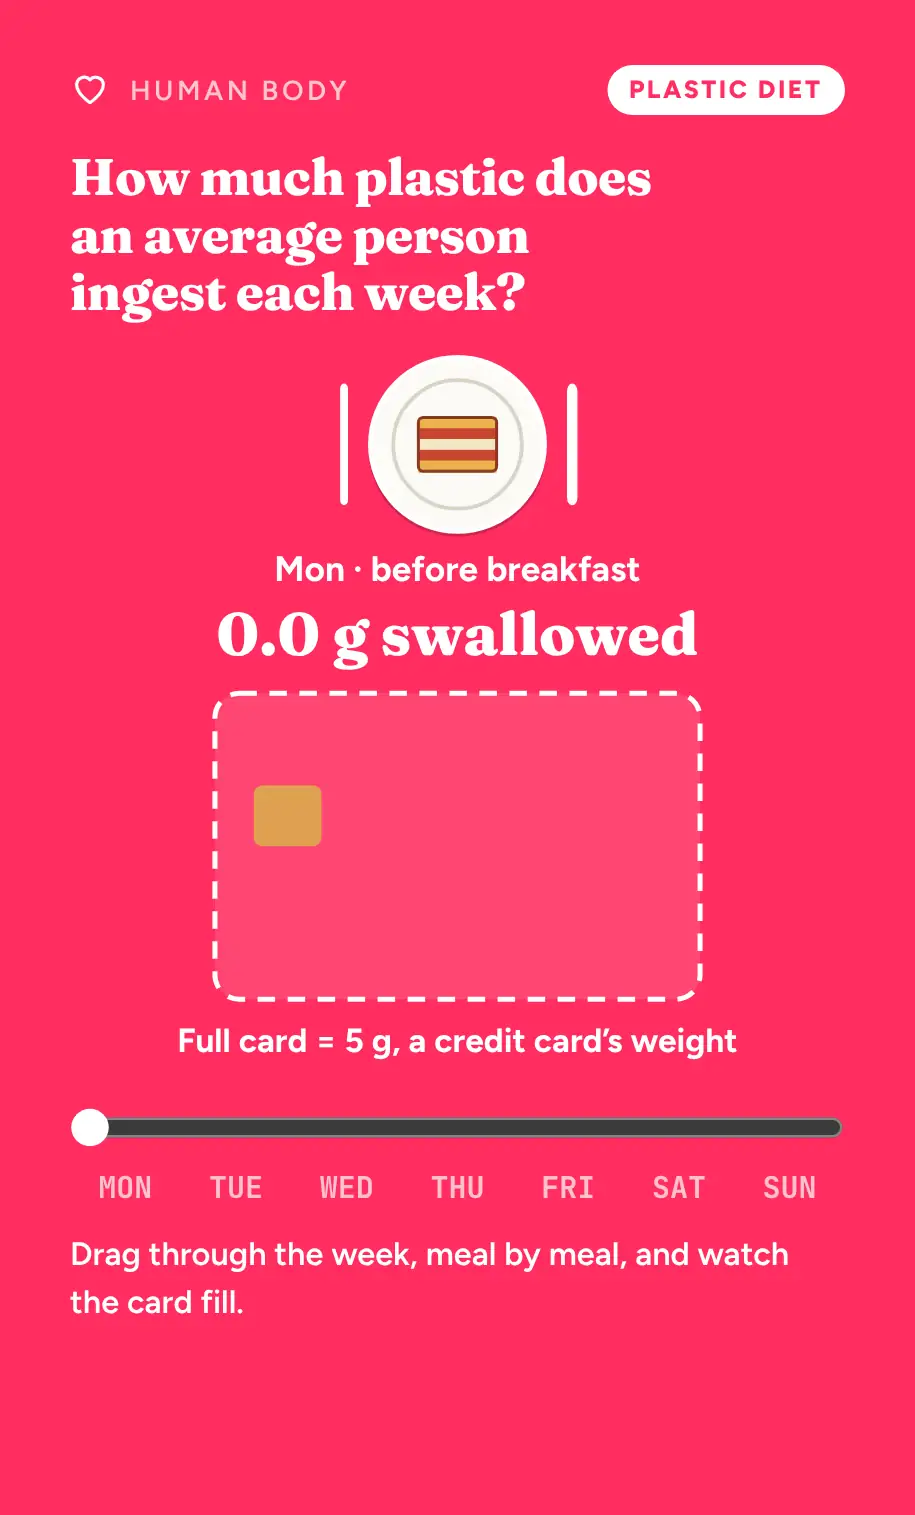 HUMAN BODY
PLASTIC DIET
How much plastic does
an average person
ingest each week?
Mon · before breakfast
0.0 g swallowed
Full card = 5 g, a credit card’s weight
MON TUE WED THU FRI SAT SUN
Drag through the week, meal by meal, and watch
the card fill.